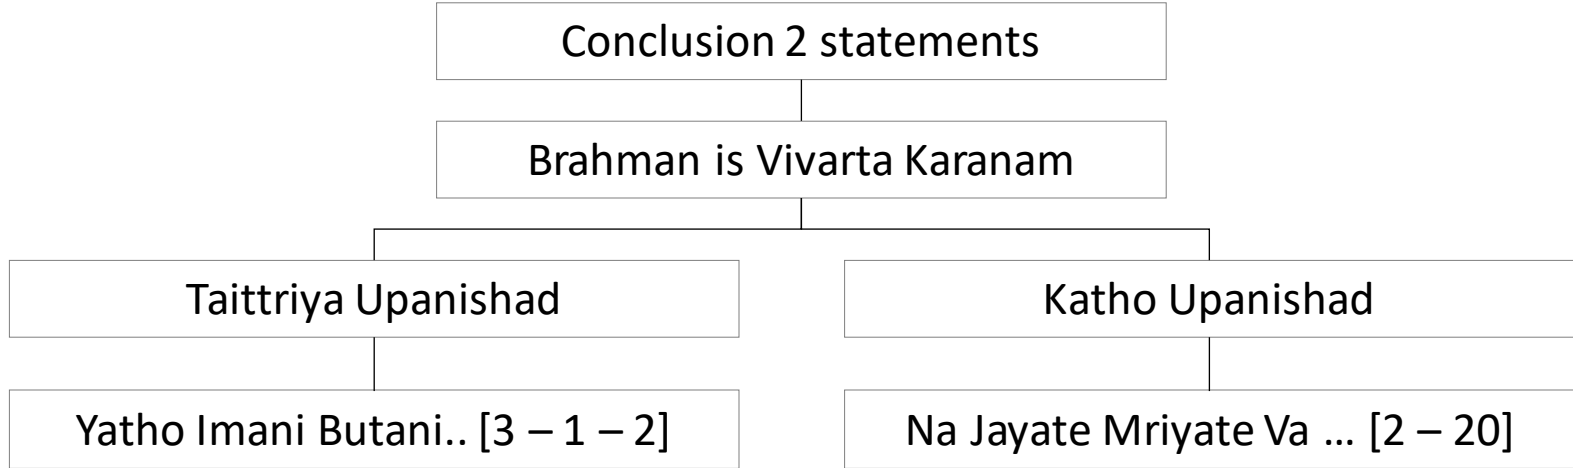 Conclusion 2 statements
Brahman is Vivarta Karanam
Taittriya Upanishad
Katho Upanishad
Yatho Imani Butani.. [3 – 1 – 2]
Na Jayate Mriyate Va ... [2 – 20]